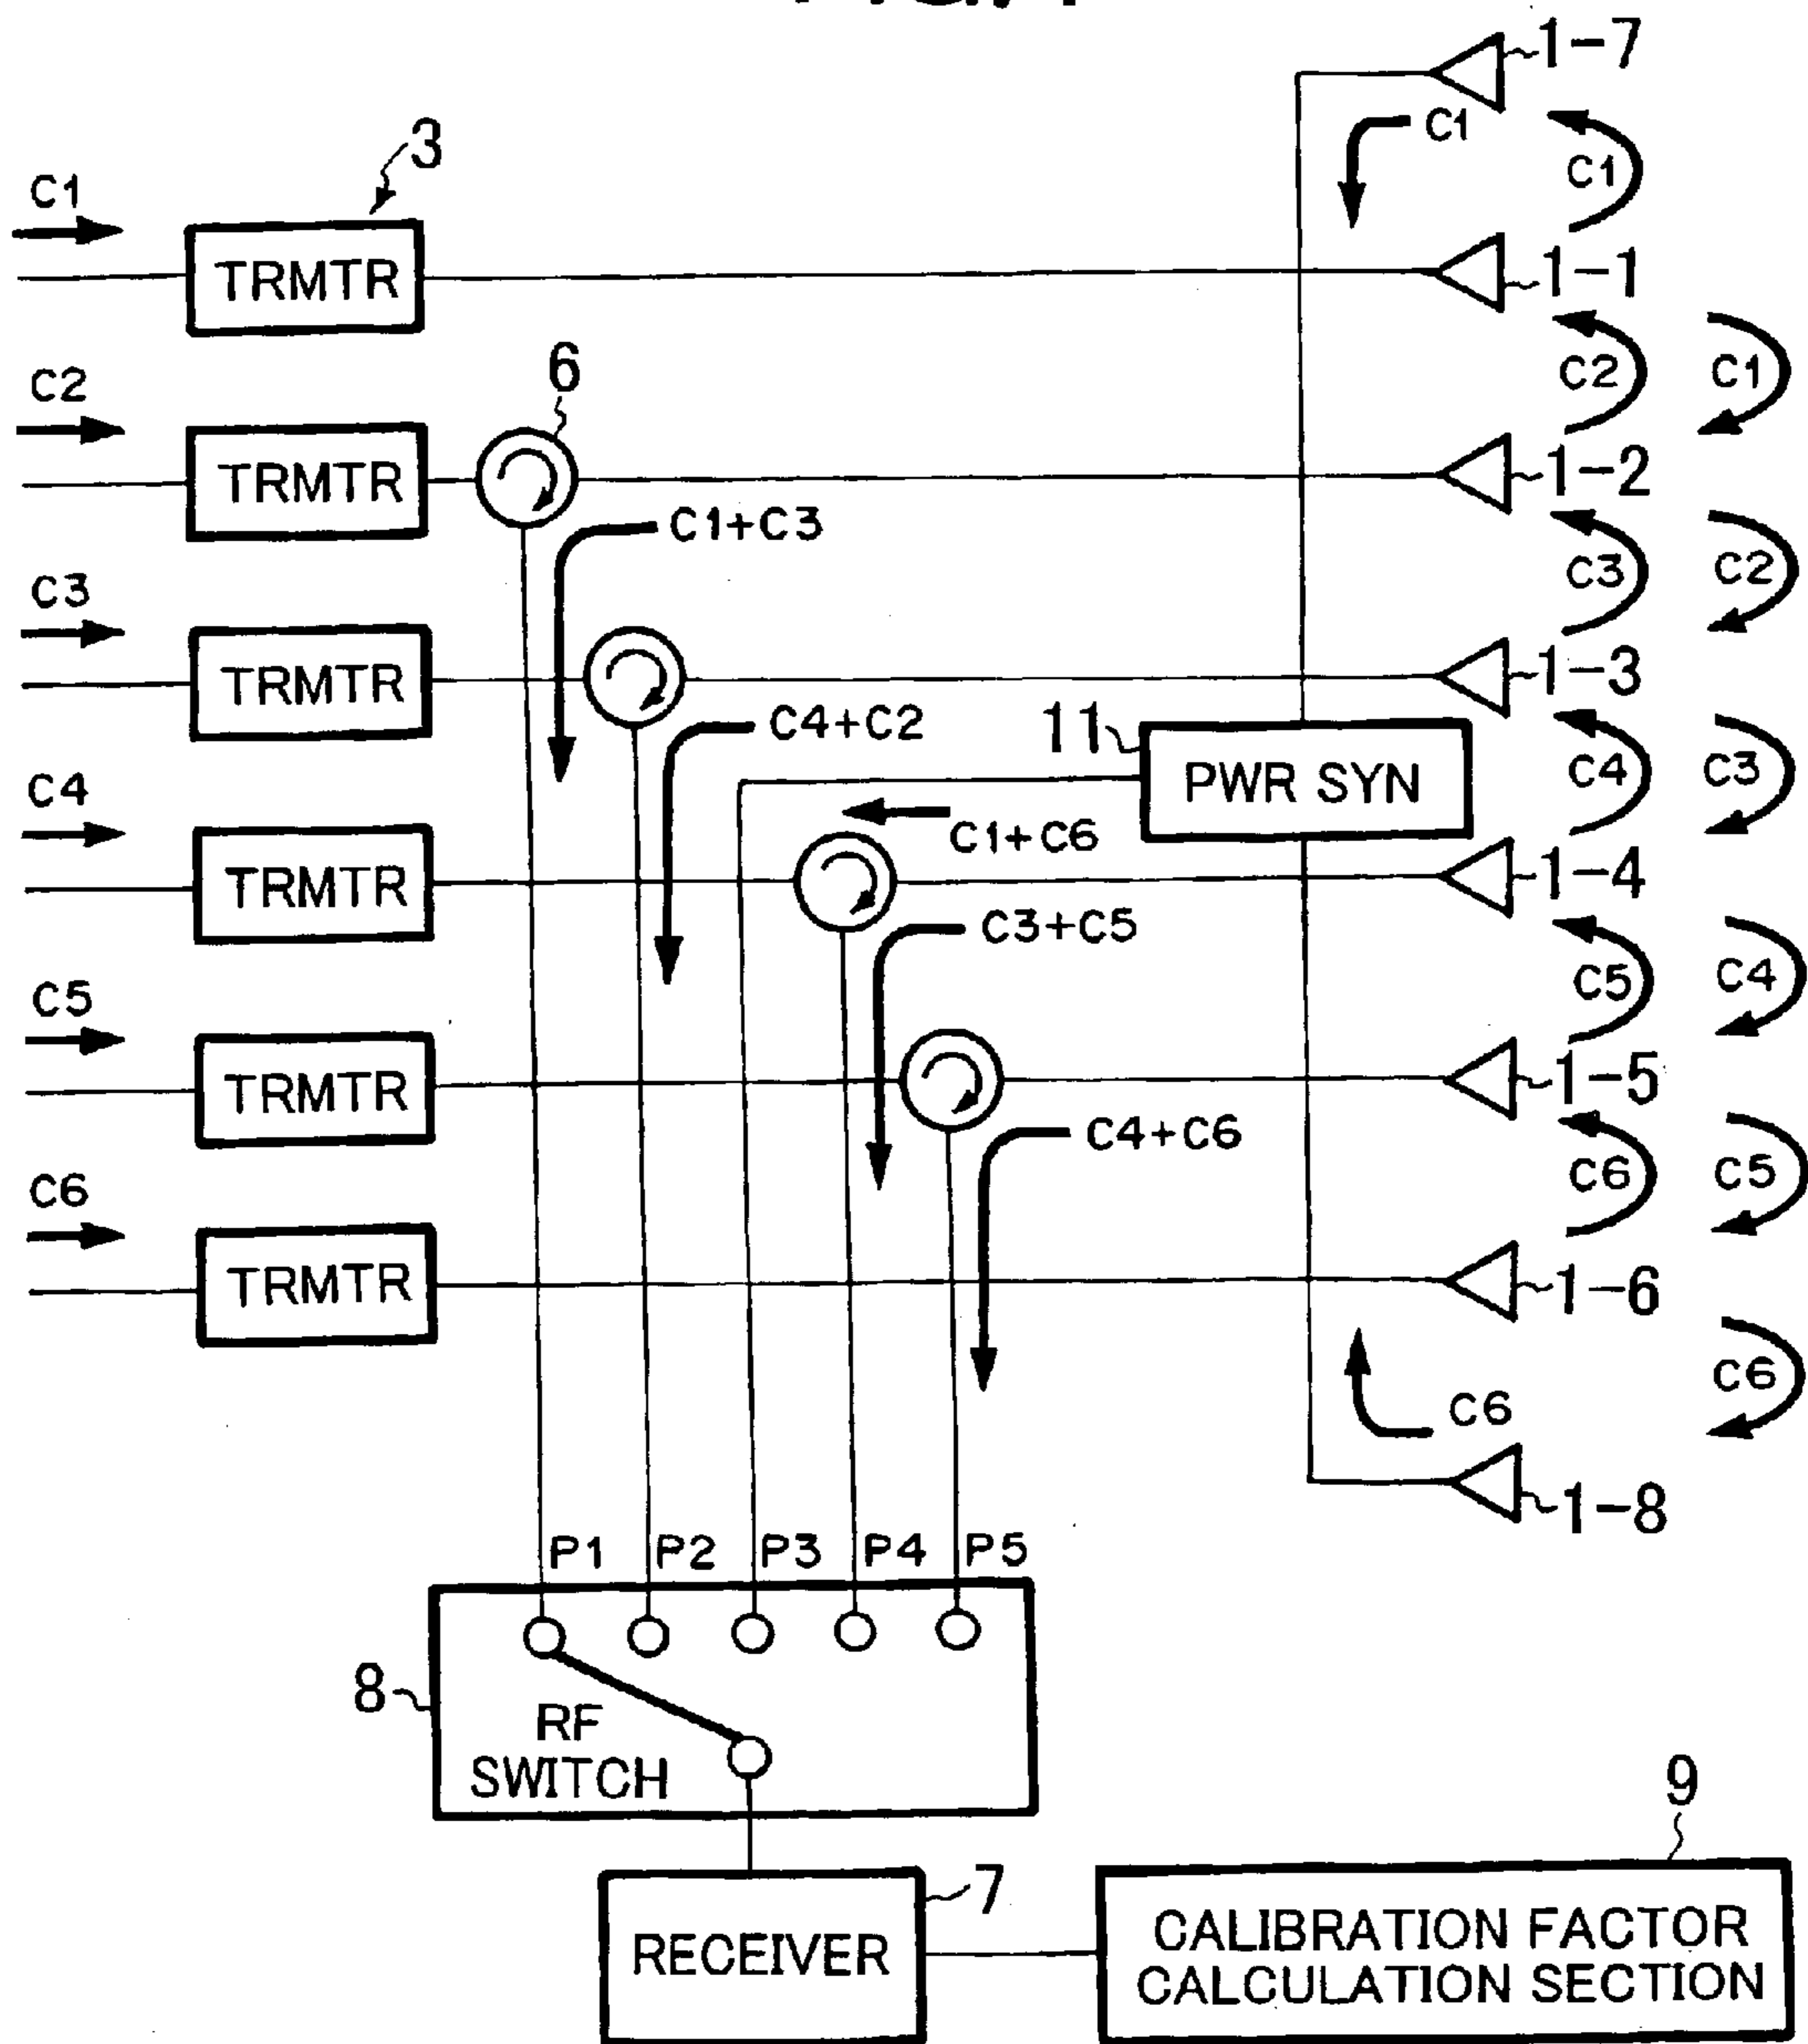 1-7
C1
3
C1
C1
TRMTR
1-1
C2
6
C2
C1
TRMTR
1-2
C1+C3
C3
C3
C2
TRMTR
1-3
C4+C2
11
PWR SYN
C4
C4
C3
C1+C6
TRMTR
1-4
C3+C5
C5
C5
C4
TRMTR
1-5
C4+C6
C6
C6
C5
TRMTR
1-6
C6
C6
1-8
P1
P2
P3
P4
P5
8
RF
SWITCH
9
7
RECEIVER
CALIBRATION FACTOR
CALCULATION SECTION